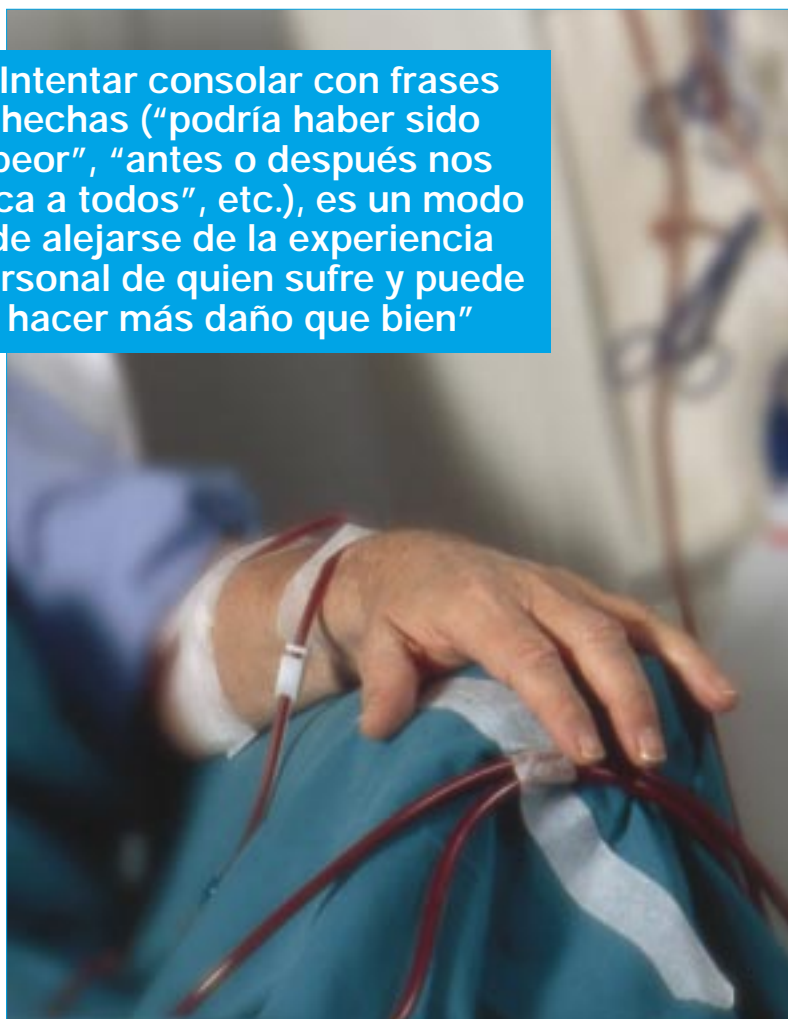 Intentar consolar con frases
hechas (“podría haber sido
peor”, “antes o después nos
ca a todos”, etc.), es un modo
de alejarse de la experiencia
rsonal de quien sufre y puede
hacer más daño que bien”